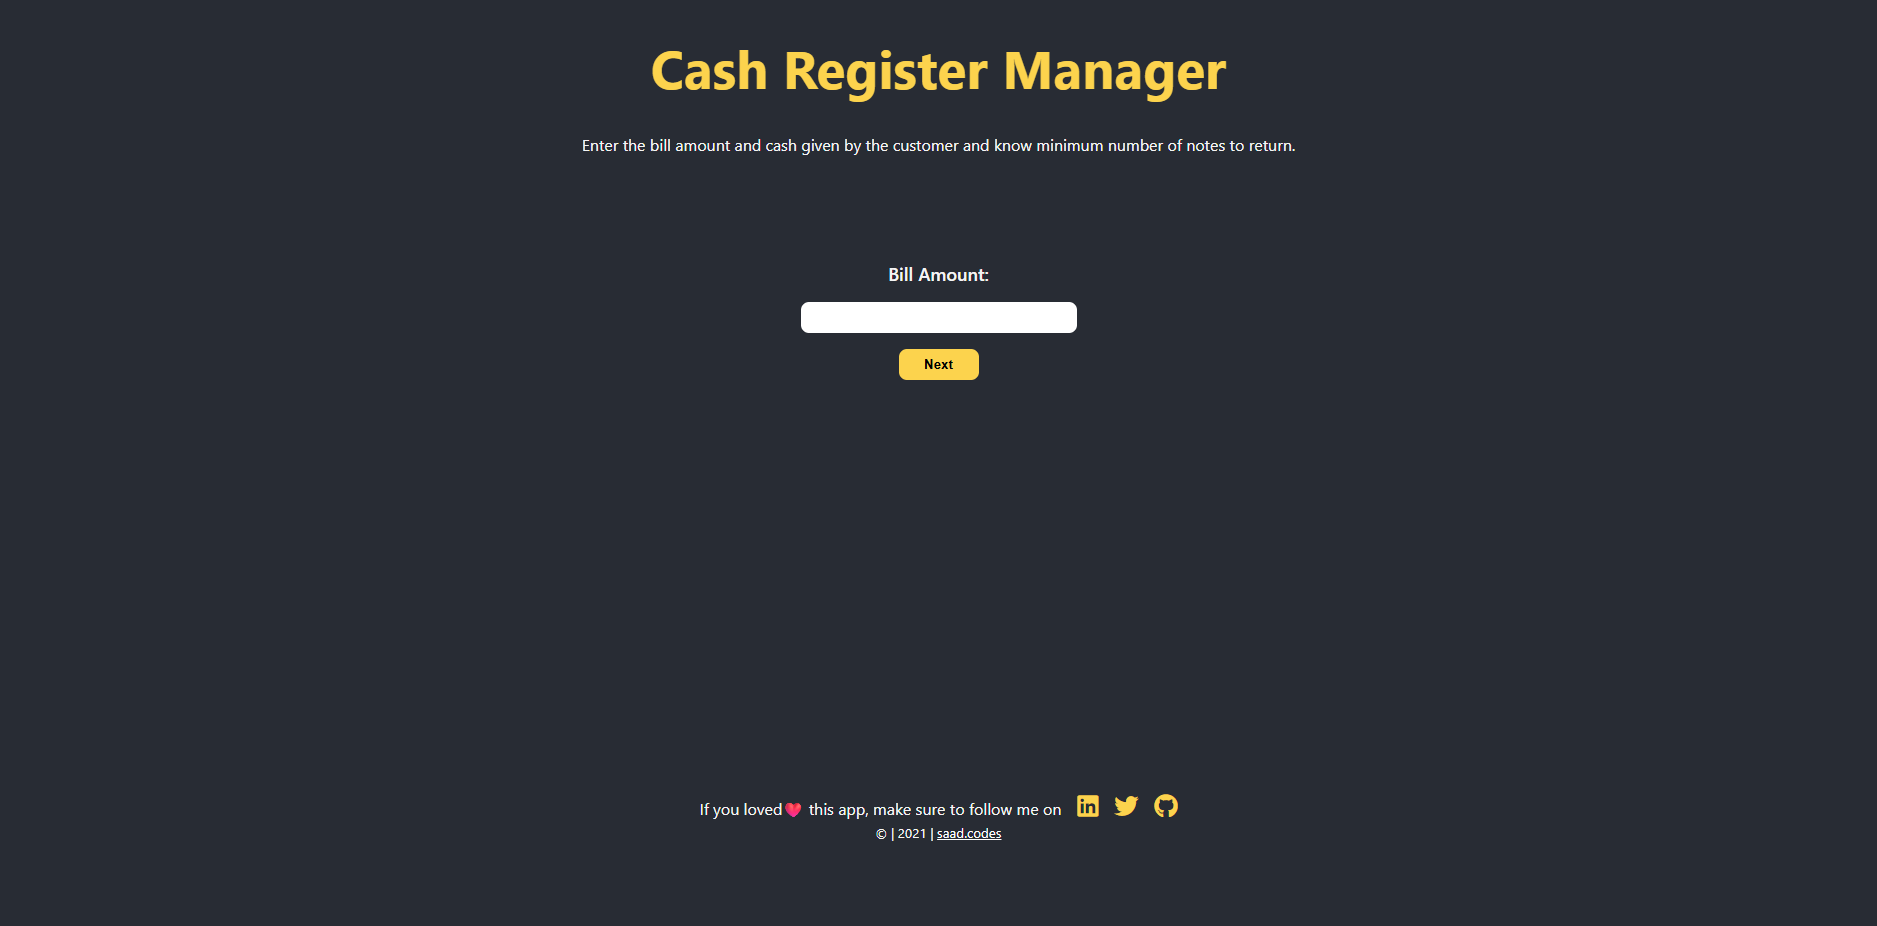 Cash Register Manager
Enter the bill amount and cash given by the customer and know minimum number of notes to return.
Bill Amount:
Next
If you loved❤️ this app, make sure to follow me on in
© | 2021 | saad.codes